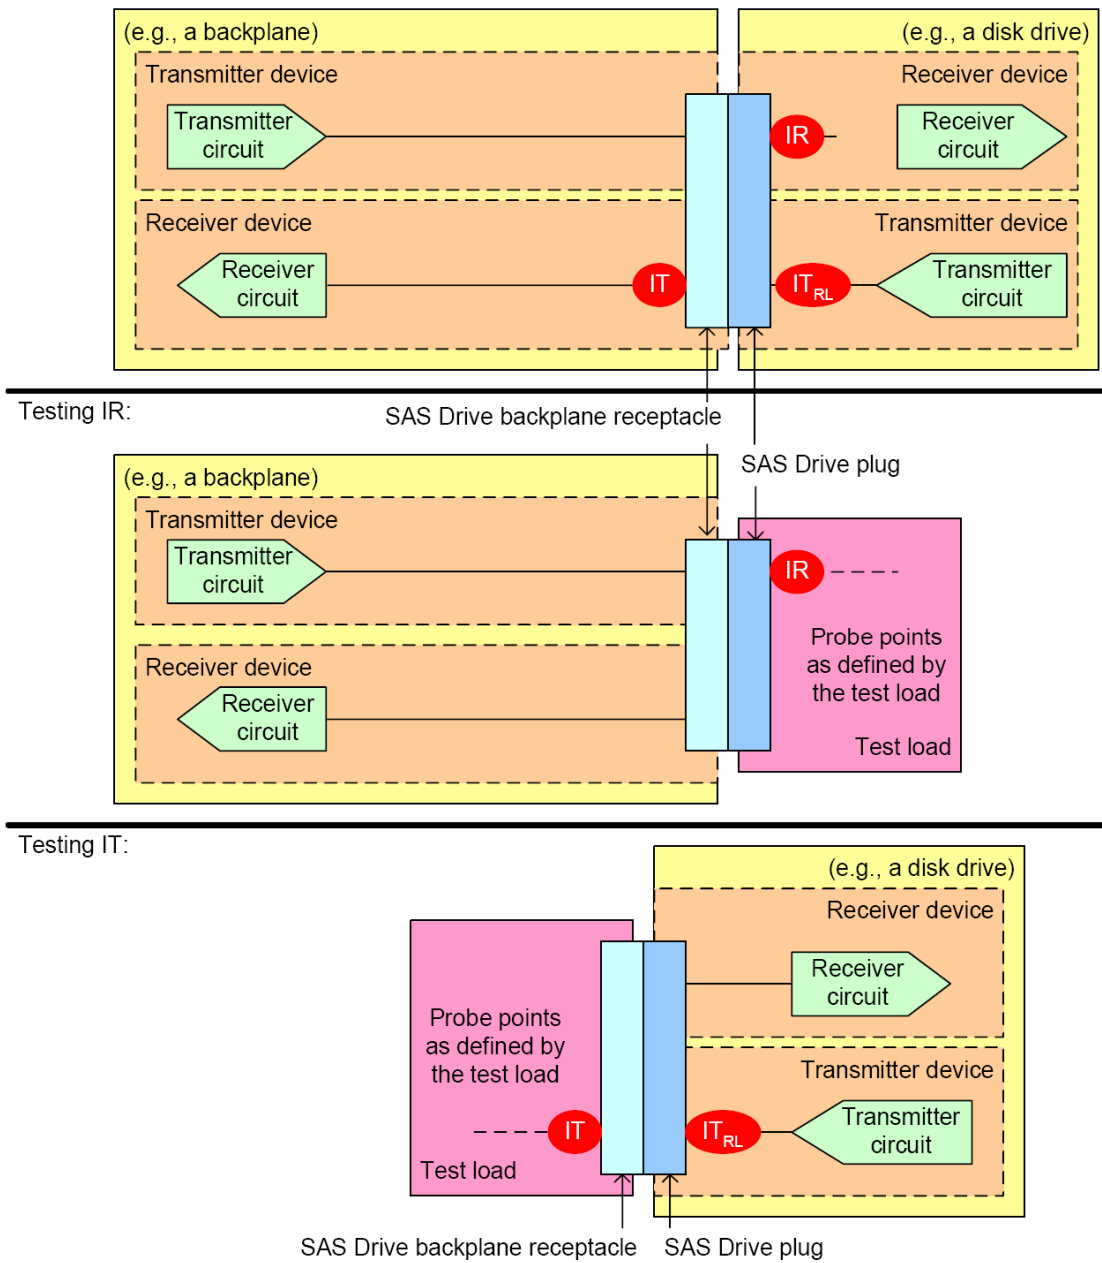 (e.g., a backplane)
(e.g., a disk drive)
Transmitter device
Receiver device
Transmitter
circuit
IR
Receiver
circuit
Receiver device
Transmitter device
Receiver
circuit
IT
ITRL
Transmitter
circuit
Testing IR:
SAS Drive backplane receptacle
SAS Drive plug
(e.g., a backplane)
Transmitter device
Transmitter
circuit
IR
Probe points
as defined by
the test load
Receiver device
Receiver
circuit
Test load
Testing IT:
(e.g., a disk drive)
Receiver device
Receiver
circuit
Probe points
as defined by
the test load
Transmitter device
IT
ITRL
Transmitter
circuit
Test load
SAS Drive backplane receptacle
SAS Drive plug